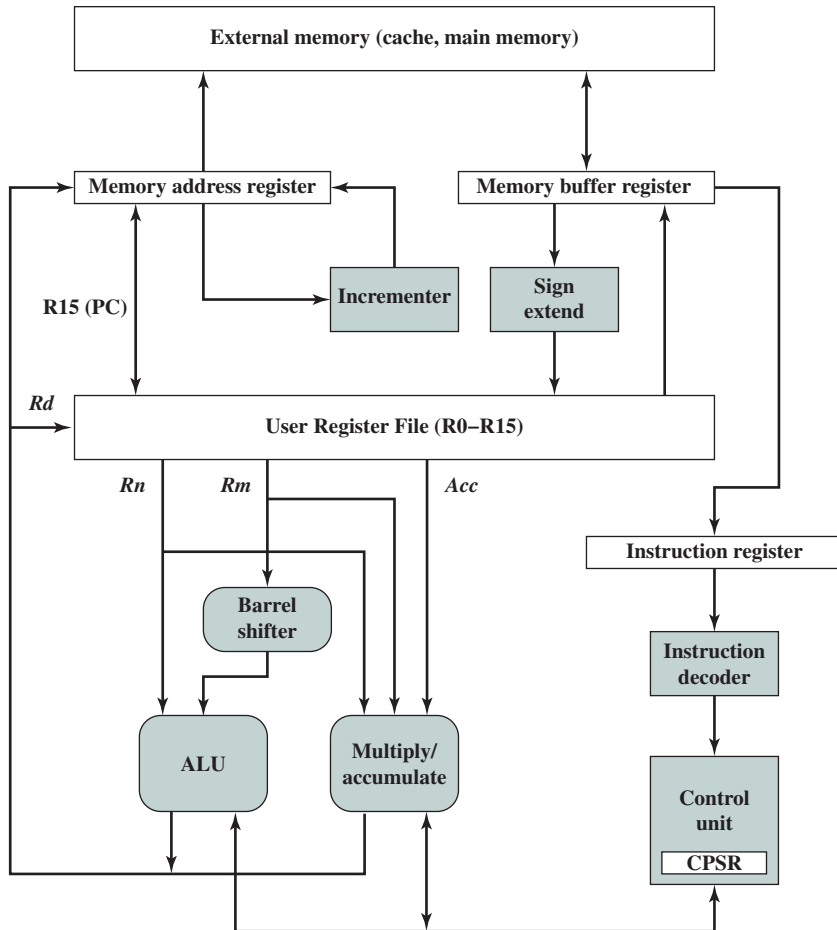 External memory (cache, main memory)
Memory address register
Memory buffer register
Incrementer
Sign
extend
R15 (PC)
Rd
User Register File (R0–R15)
Rn
Rm
Acc
Instruction register
Barrel
shifter
Instruction
decoder
ALU
Multiply/
accumulate
Control
unit
CPSR